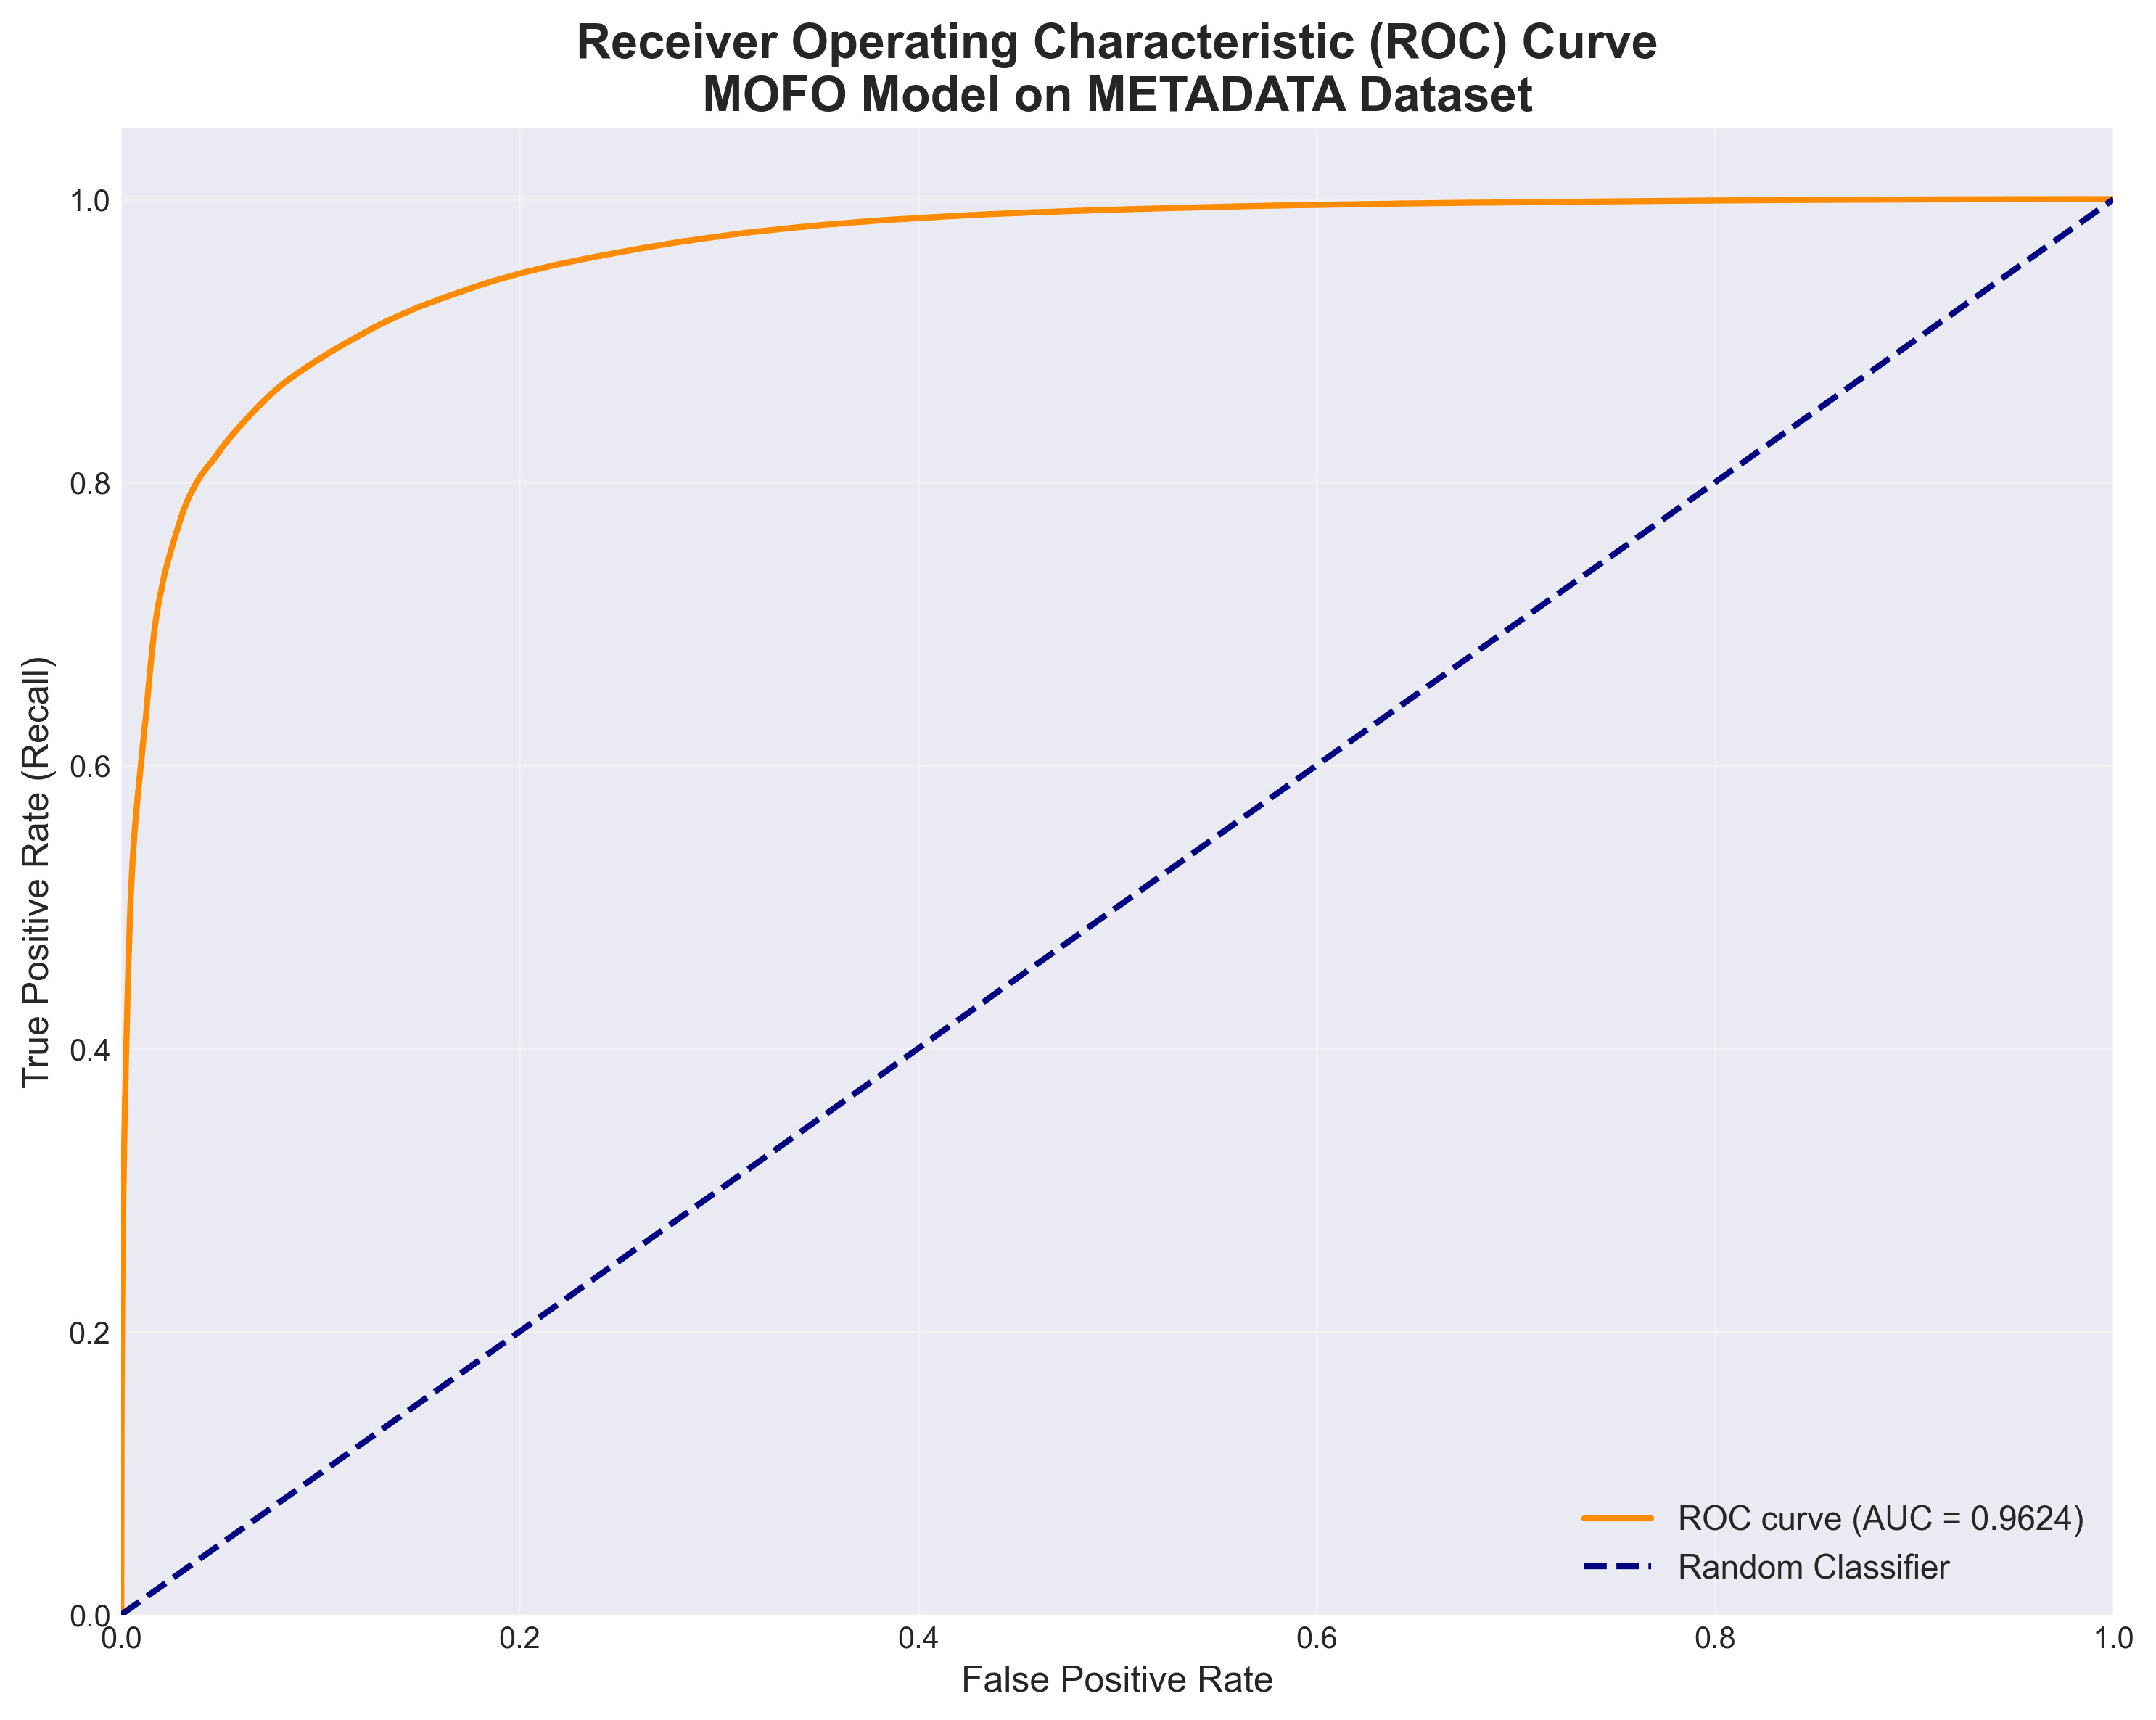 Receiver Operating Characteristic (ROC) Curve
MOFO Model on METADATA Dataset
True Positive Rate (Recall)
1.0
0.8
0.6
0.4
0.2
0.0
0.0 0.2 0.4 0.6 0.8 1.0
False Positive Rate
ROC curve (AUC = 0.9624)
Random Classifier